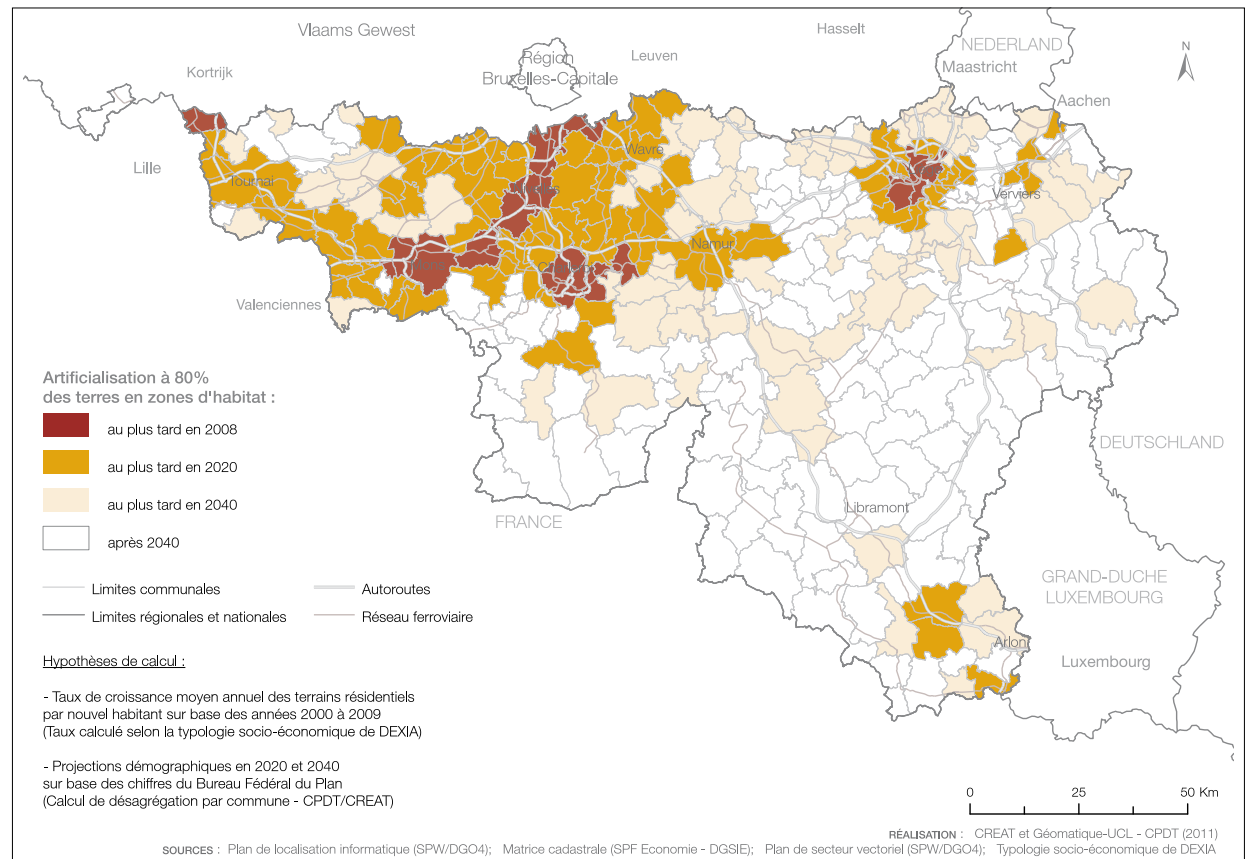 Vlaams Gewest
Hasselt
Région
Bruxelles-Capitale
Leuven
NEDERLAND
Maastricht
N
Kortrijk
Aachen
Lille
Wavre
Tournai
Verviers
Namur
Valenciennes
Artificialisation à 80%
des terres en zones d'habitat :
au plus tard en 2008
au plus tard en 2020
au plus tard en 2040
après 2040
DEUTSCHLAND
FRANCE
Libramont
Limites communales
Autoroutes
Limites régionales et nationales
Réseau ferroviaire
GRAND-DUCHE
LUXEMBOURG
Arlon
Luxembourg
Hypothèses de calcul :
- Taux de croissance moyen annuel des terrains résidentiels
par nouvel habitant sur base des années 2000 à 2009
(Taux calculé selon la typologie socio-économique de DEXIA)
- Projections démographiques en 2020 et 2040
sur base des chiffres du Bureau Fédéral du Plan
(Calcul de désagrégation par commune - CPDT/CREAT)
0 25 50 Km
RÉALISATION : CREAT et Géomatique-UCL - CPDT (2011)
SOURCES : Plan de localisation informatique (SPW/DGO4); Matrice cadastrale (SPF Economie - DGSIE); Plan de secteur vectoriel (SPW/DGO4); Typologie socio-économique de DEXIA